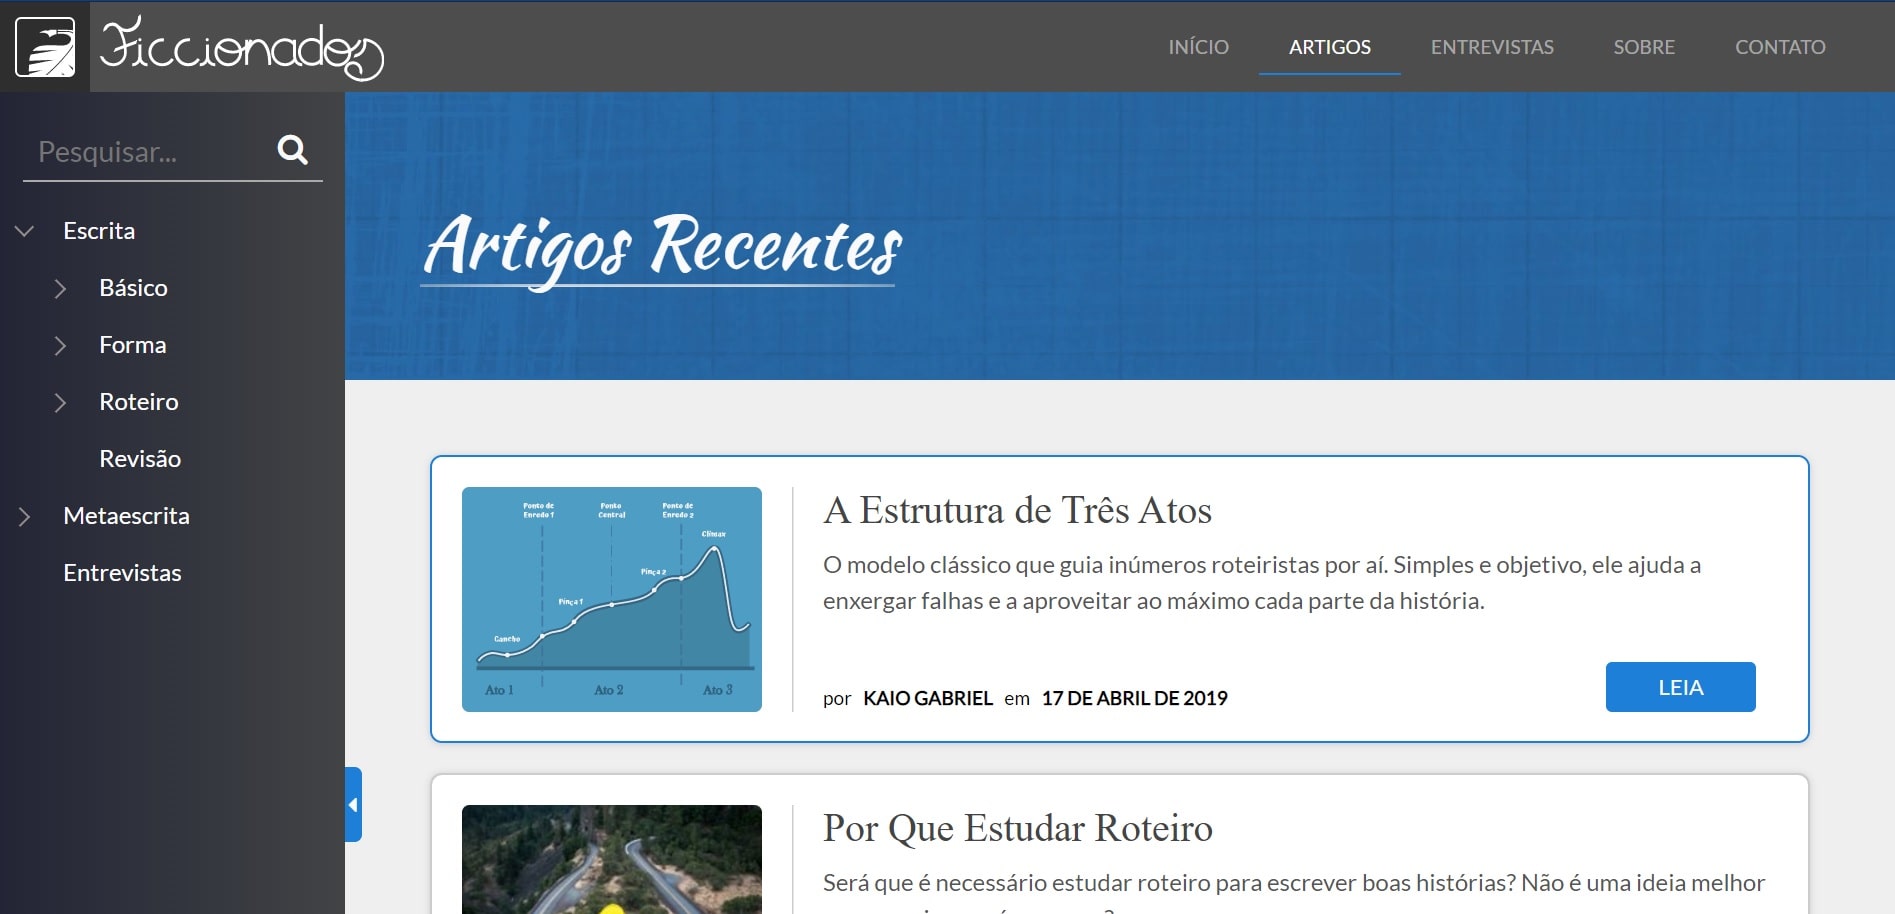 Ficcionados
INÍCIO
ARTIGOS
ENTREVISTAS
SOBRE
CONTATO
Pesquisar...
Escrita
Básico
Forma
Roteiro
Revisão
Metaescrita
Entrevistas
Artigos Recentes
Ponto de
Enredo 1
Ponto
Central
Ponto de
Enredo 2
Clímax
Pinça 2
Pinça 1
Gancho
Ato 1
Ato 2
Ato 3
A Estrutura de Três Atos
O modelo clássico que guia inúmeros roteiristas por aí. Simples e objetivo, ele ajuda a
enxergar falhas e a aproveitar ao máximo cada parte da história.
por KAIO GABRIEL em 17 DE ABRIL DE 2019
LEIA
Por Que Estudar Roteiro
Será que é necessário estudar roteiro para escrever boas histórias? Não é uma ideia melhor